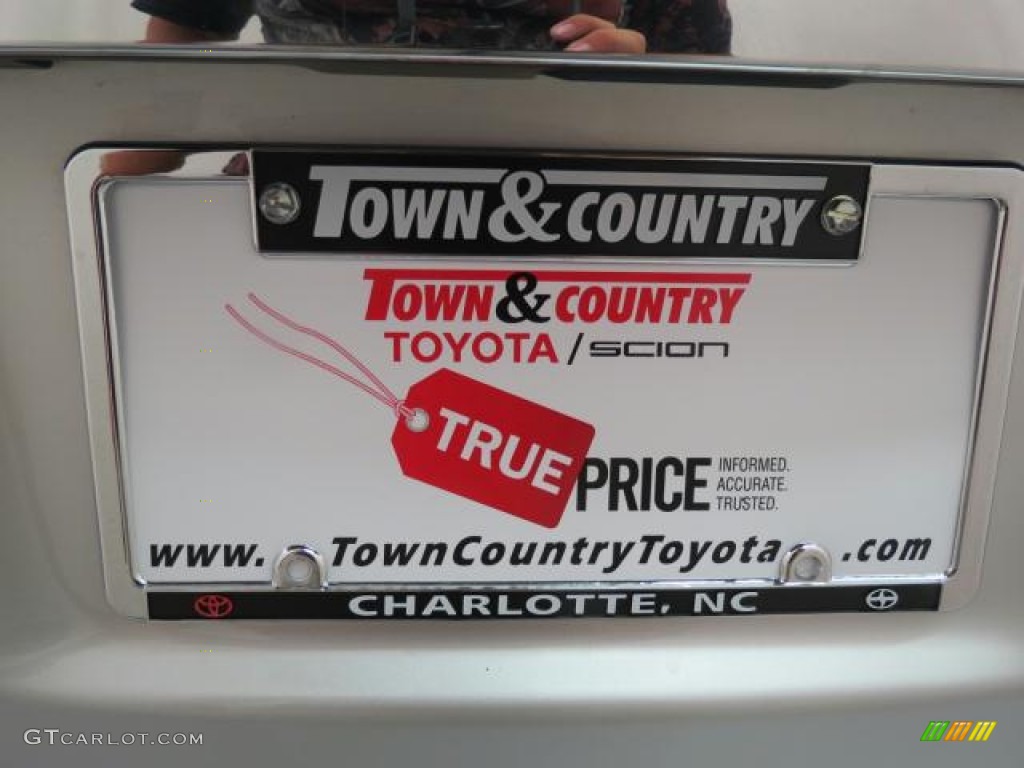 TOWN & COUNTRY
TOWN & COUNTRY
TOYOTA / SCION
TRUE PRICE
INFORMED.
ACCURATE.
TRUSTED.
www.TownCountryToyota.com
CHARLOTTE, NC
GTCARLOT.COM